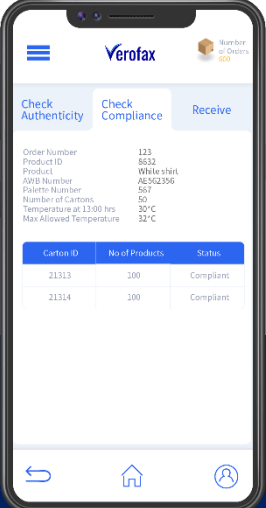 Verofax
Number
of Orders
600
Check
Authenticity
Check
Compliance
Receive
Order Number 123
Product ID 8632
Product While shirt
AWB Number AE562356
Palette Number 567
Number of Cartons 50
Temperature at 13:00 hrs 30°C
Max Allowed Temperature 32°C
Carton ID No of Products Status
21313 100 Compliant
21314 100 Compliant